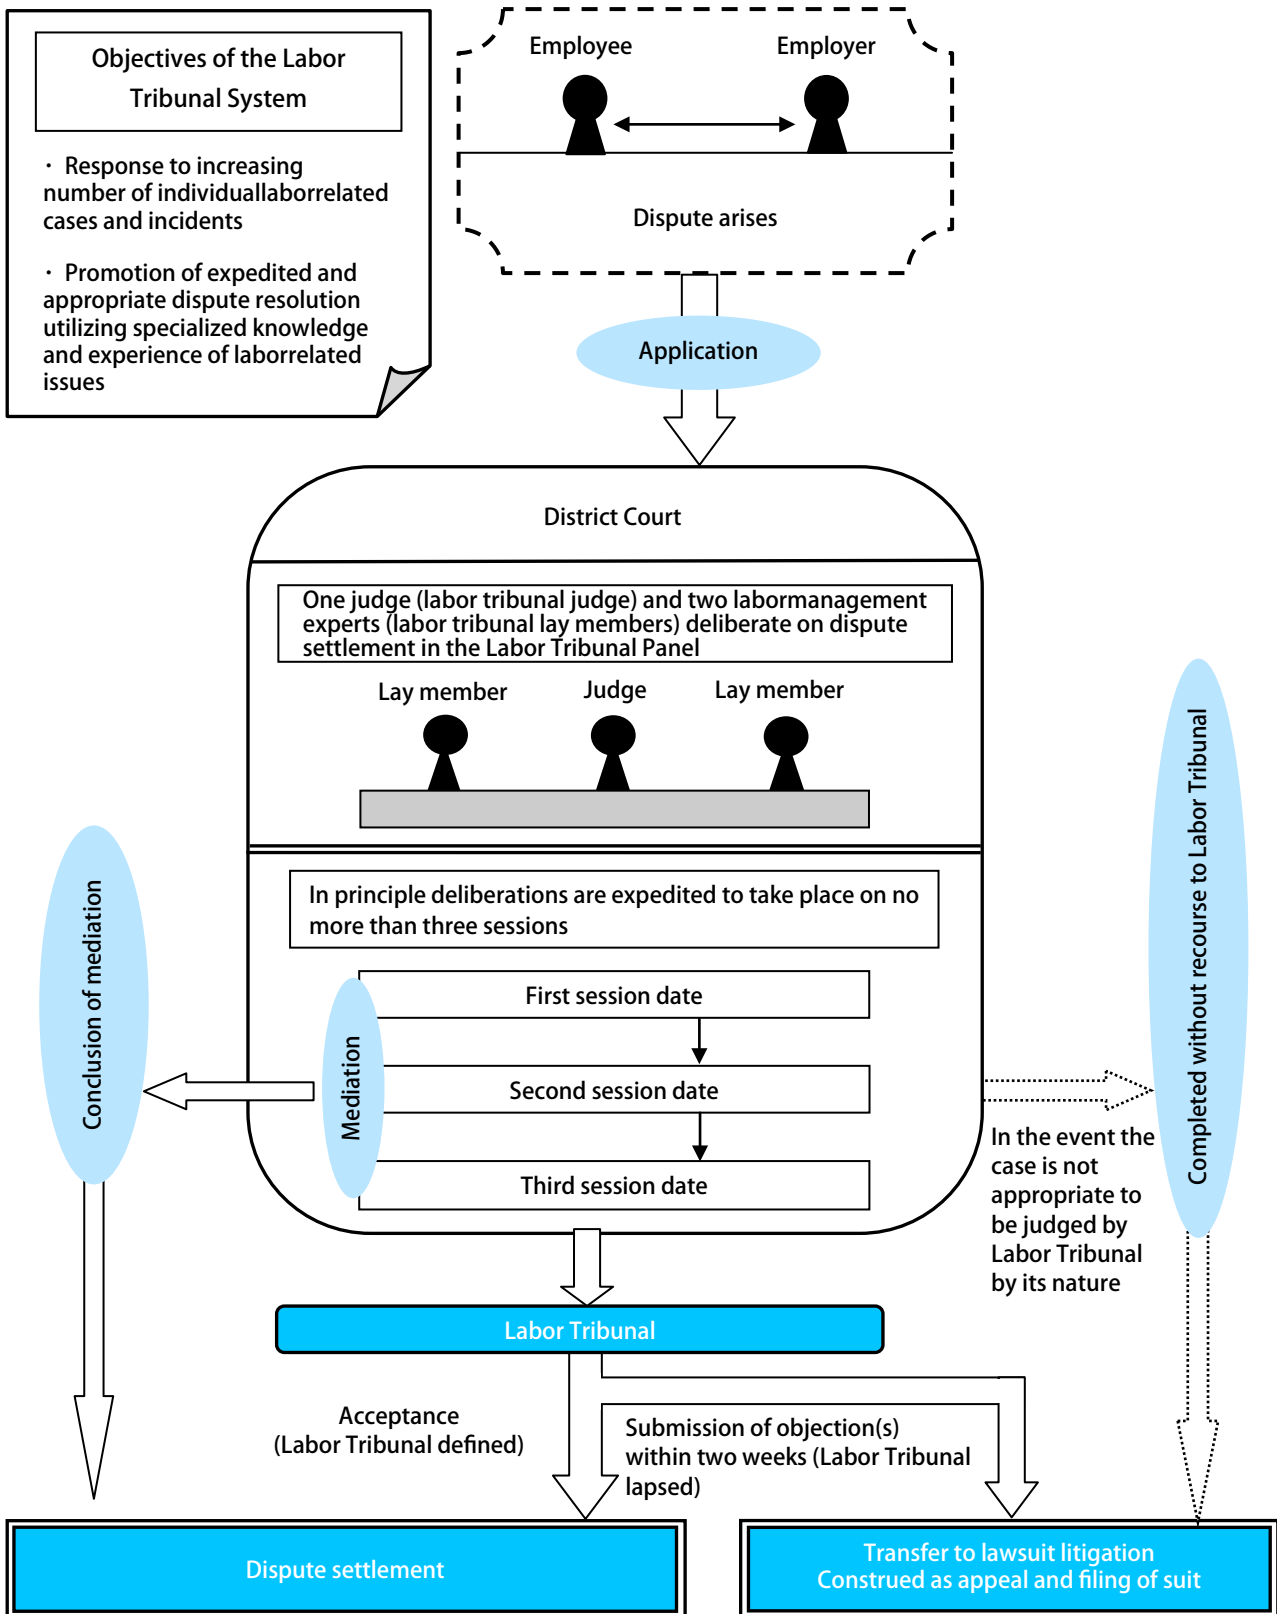 Objectives of the Labor
Tribunal System
・ Response to increasing
number of individuallaborrelated
cases and incidents
・ Promotion of expedited and
appropriate dispute resolution
utilizing specialized knowledge
and experience of laborrelated
issues
Employee
Employer
Dispute arises
Application
District Court
One judge (labor tribunal judge) and two labormanagement
experts (labor tribunal lay members) deliberate on dispute
settlement in the Labor Tribunal Panel
Lay member
Judge
Lay member
In principle deliberations are expedited to take place on no
more than three sessions
First session date
Second session date
Third session date
Mediation
Conclusion of mediation
Completed without recourse to Labor Tribunal
In the event the
case is not
appropriate to
be judged by
Labor Tribunal
by its nature
Labor Tribunal
Acceptance
(Labor Tribunal defined)
Submission of objection(s)
within two weeks (Labor Tribunal
lapsed)
Dispute settlement
Transfer to lawsuit litigation
Construed as appeal and filing of suit